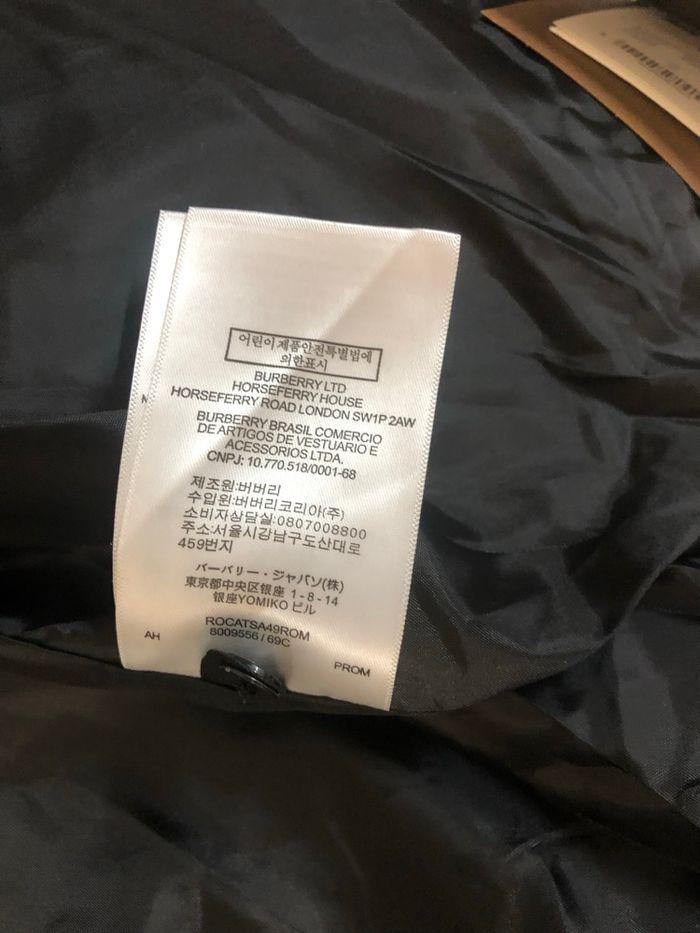 어린이제품안전특별법에
의한표시
BURBERRY LTD
HORSEFERRY HOUSE
HORSEFERRY ROAD LONDON SW1P 2AW
BURBERRY BRASIL COMERCIO
DE ARTIGOS DE VESTUARIO E
ACESSORIOS LTDA.
CNPJ: 10.770.518/0001-68
제조원:버버리
수입원:버버리코리아(주)
소비자상담실:0807008800
주소:서울시강남구도산대로
459번지
バーバリー・ジャパソ(株)
東京都中央区银座 1-8-14
银座YOMIKO ビル
ROCATSA49ROM
8009556 / 69C
AH
PROM